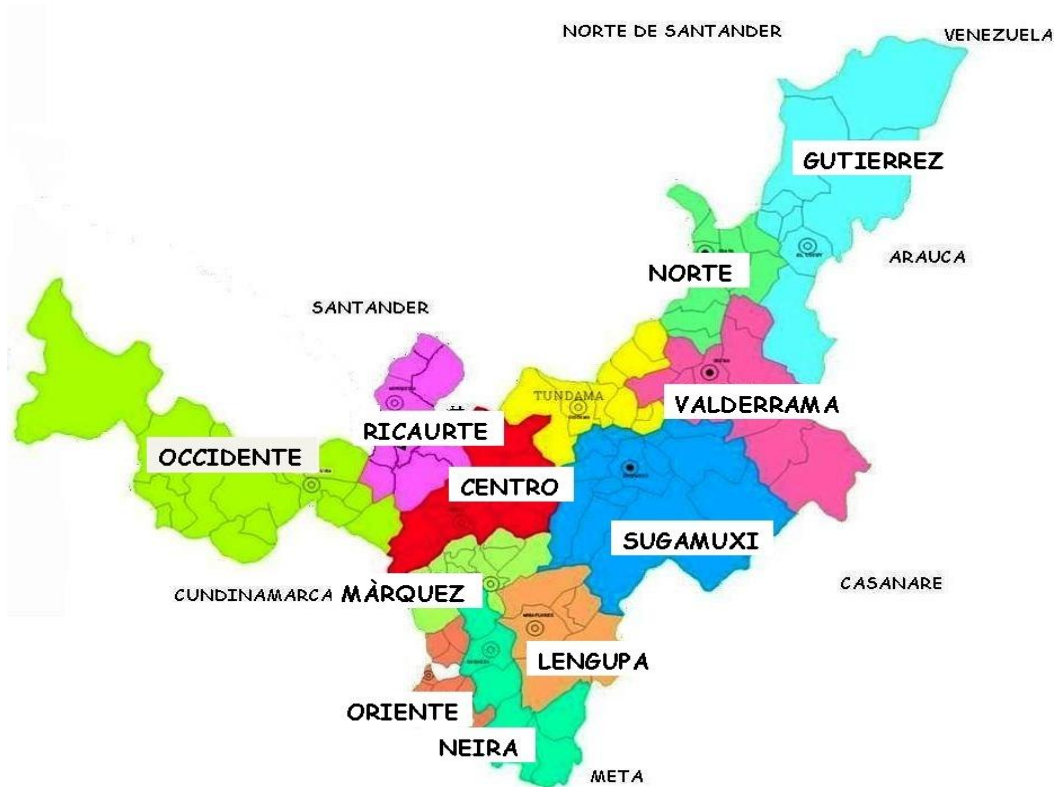 NORTE DE SANTANDER
VENEZUELA
GUTIERREZ
ARAUCA
NORTE
SANTANDER
TUNDAMA
VALDERRAMA
RICAURTE
OCCIDENTE
CENTRO
SUGAMUXI
CASANARE
CUNDINAMARCA MÀRQUEZ
MIRAFLORES
LENGUPA
ORIENTE
NEIRA
META